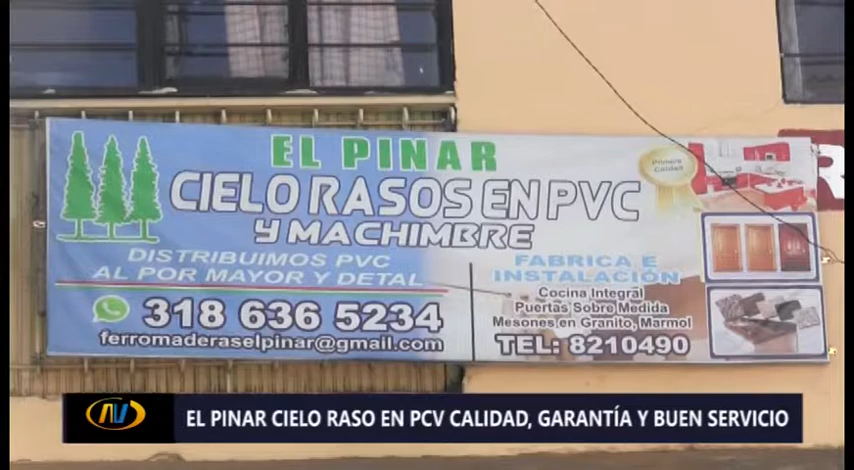 EL PINAR
CIELO RASOS EN PVC
Y MACHIMBRE
DISTRIBUIMOS PVC
AL POR MAYOR Y DETAL
318 636 5234
ferromaderaselpinar@gmail.com
Primera
Calidad
FABRICA E
INSTALACIÓN
Cocina Integral
Puertas Sobre Medida
Mesones en Granito, Marmol
TEL: 8210490
R
EL PINAR CIELO RASO EN PCV CALIDAD, GARANTÍA Y BUEN SERVICIO